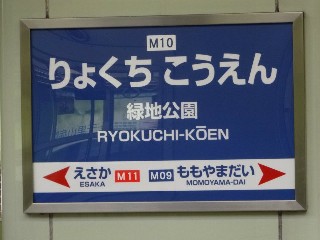 M10
りょくちこうえん
緑地公園
RYOKUCHI-KŌEN
えさか M11 M09 ももやまだい
ESAKA MOMOYAMA-DAI